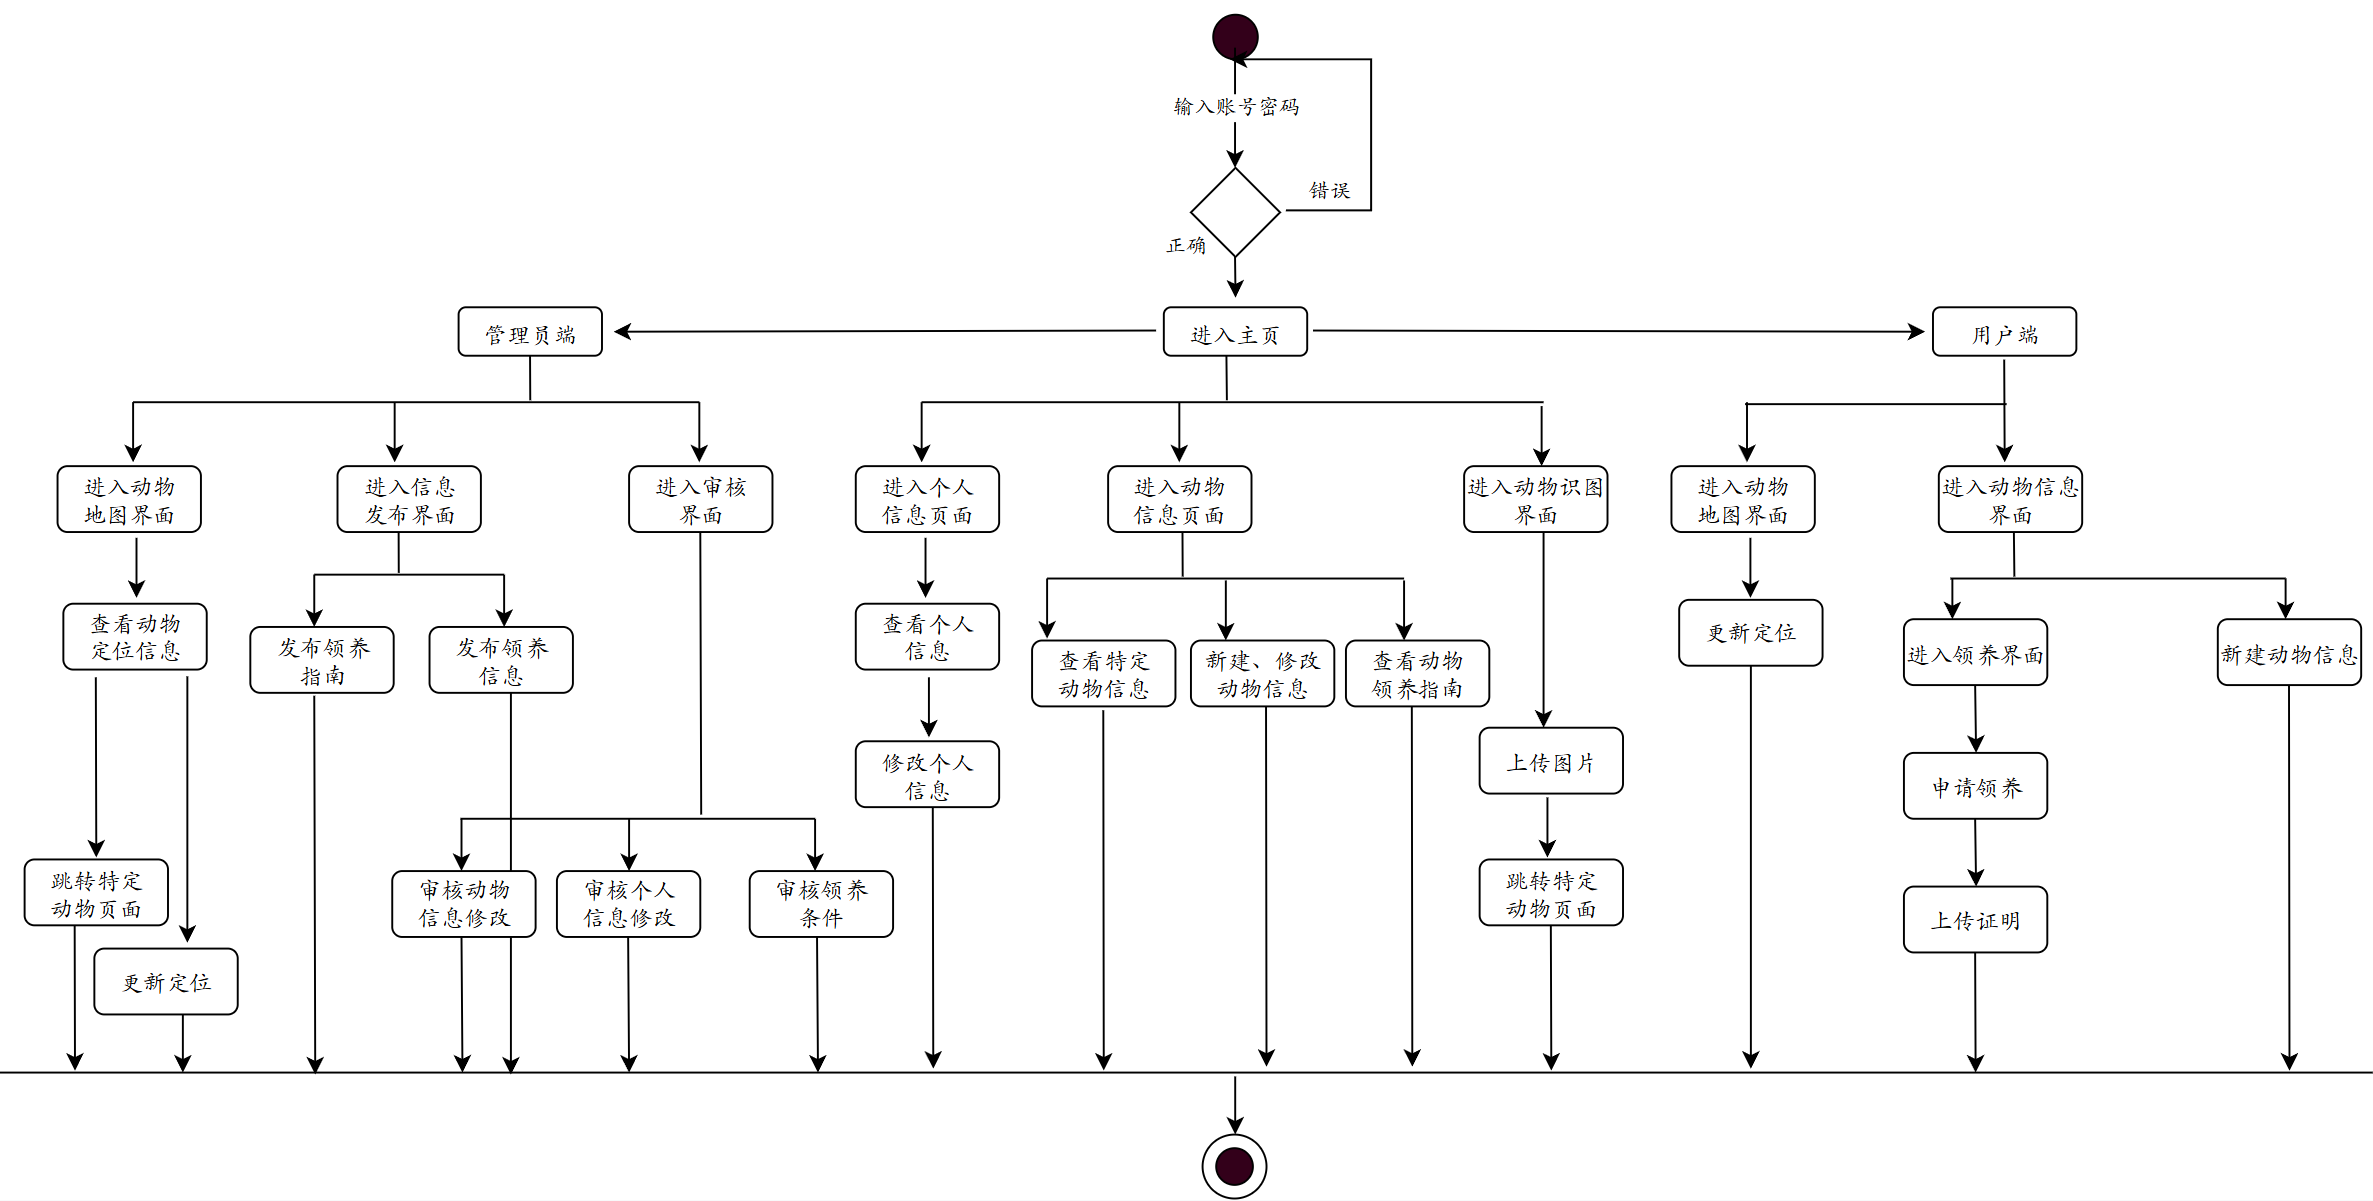 输入账号密码
错误
正确
管理员端
进入主页
用户端
进入动物
地图界面
进入信息
发布界面
进入审核
界面
进入个人
信息页面
进入动物
信息页面
进入动物识图
界面
进入动物
地图界面
进入动物信息
界面
查看动物
定位信息
发布领养
指南
发布领养
信息
查看个人
信息
查看特定
动物信息
新建、修改
动物信息
查看动物
领养指南
更新定位
进入领养界面
新建动物信息
修改个人
信息
上传图片
申请领养
跳转特定
动物页面
审核动物
信息修改
审核个人
信息修改
审核领养
条件
跳转特定
动物页面
上传证明
更新定位